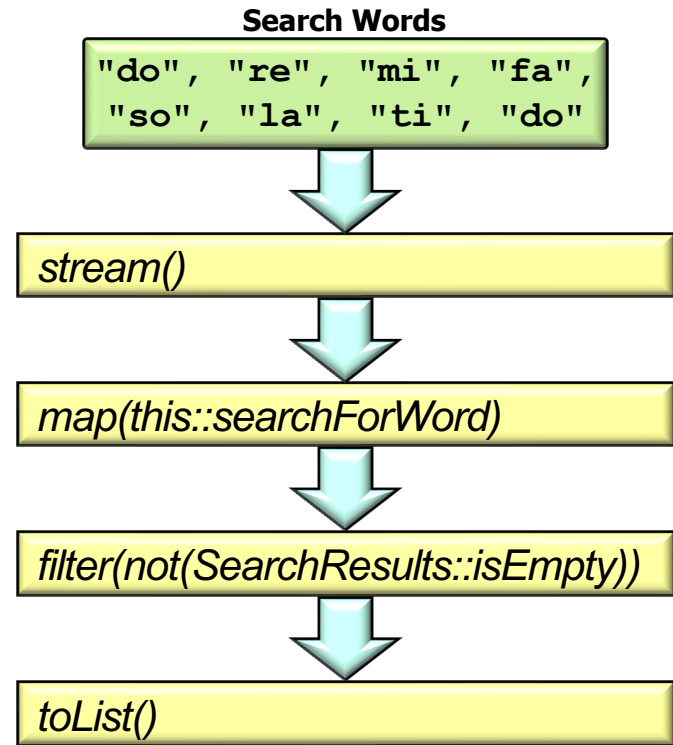 Search Words
"do", "re", "mi", "fa",
"so", "la", "ti", "do"
stream()
map(this::searchForWord)
filter(not(SearchResults::isEmpty))
toList()